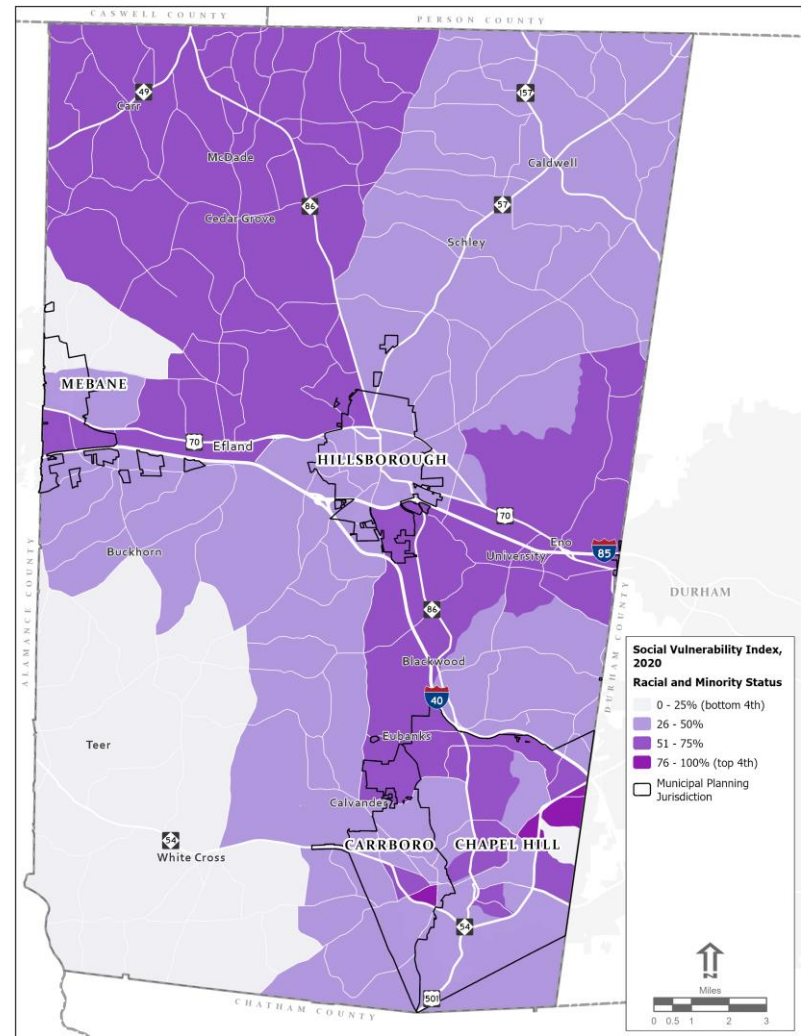 CASWELL COUNTY
PERSON COUNTY
49
Carr
157
McDade
Caldwell
86
57
Cedar Grove
Schley
MEBANE
70
Efland
HILLSBOROUGH
70
Eno
85
Buckhorn
University
ALAMANCE COUNTY
DURHAM
86
DURHAM COUNTY
Blackwood
40
Teer
Eubanks
Calvander
54
White Cross
CARRBORO
CHAPEL HILL
54
501
CHATHAM COUNTY
Social Vulnerability Index,
2020
Racial and Minority Status
0 - 25% (bottom 4th)
26 - 50%
51 - 75%
76 - 100% (top 4th)
Municipal Planning
Jurisdiction
N
Miles
0 0.5 1 2 3